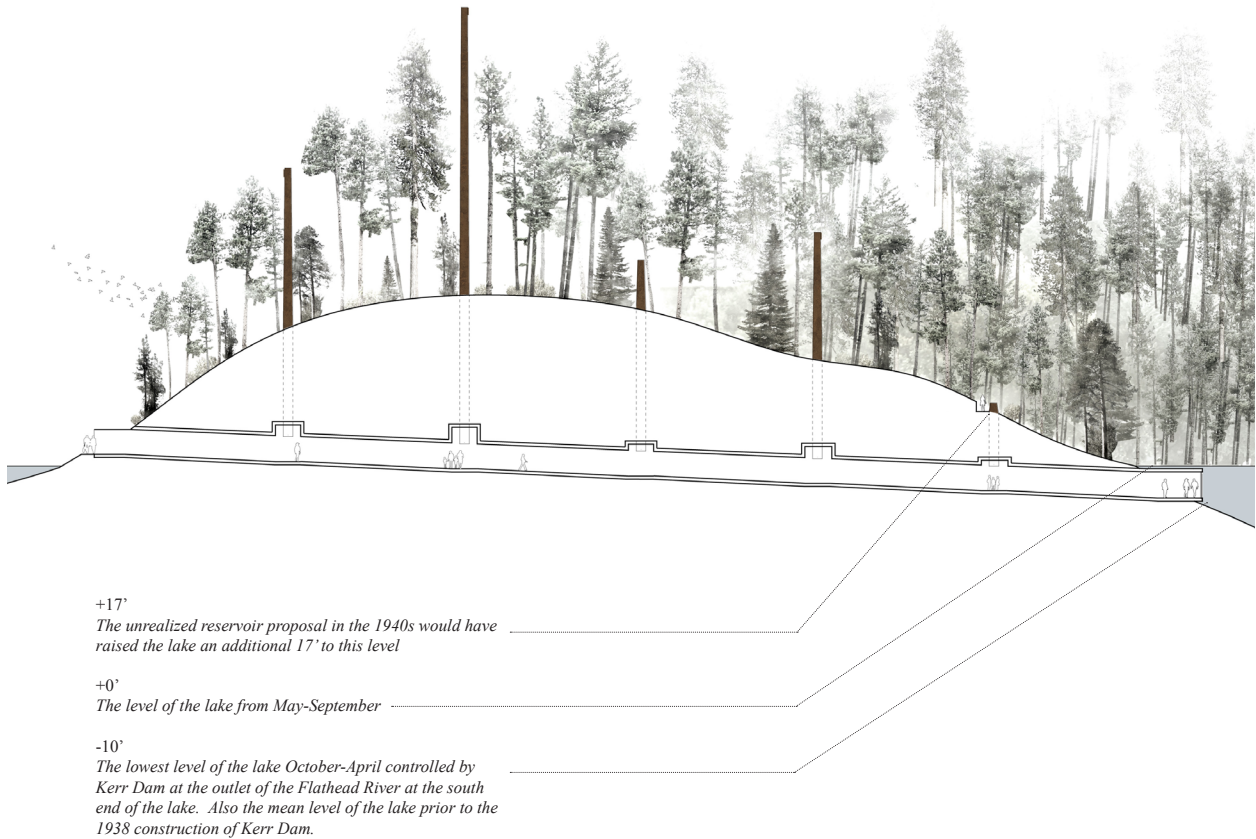 +17’
The unrealized reservoir proposal in the 1940s would have
raised the lake an additional 17’ to this level
+0’
The level of the lake from May-September
-10’
The lowest level of the lake October-April controlled by
Kerr Dam at the outlet of the Flathead River at the south
end of the lake.  Also the mean level of the lake prior to the
1938 construction of Kerr Dam.